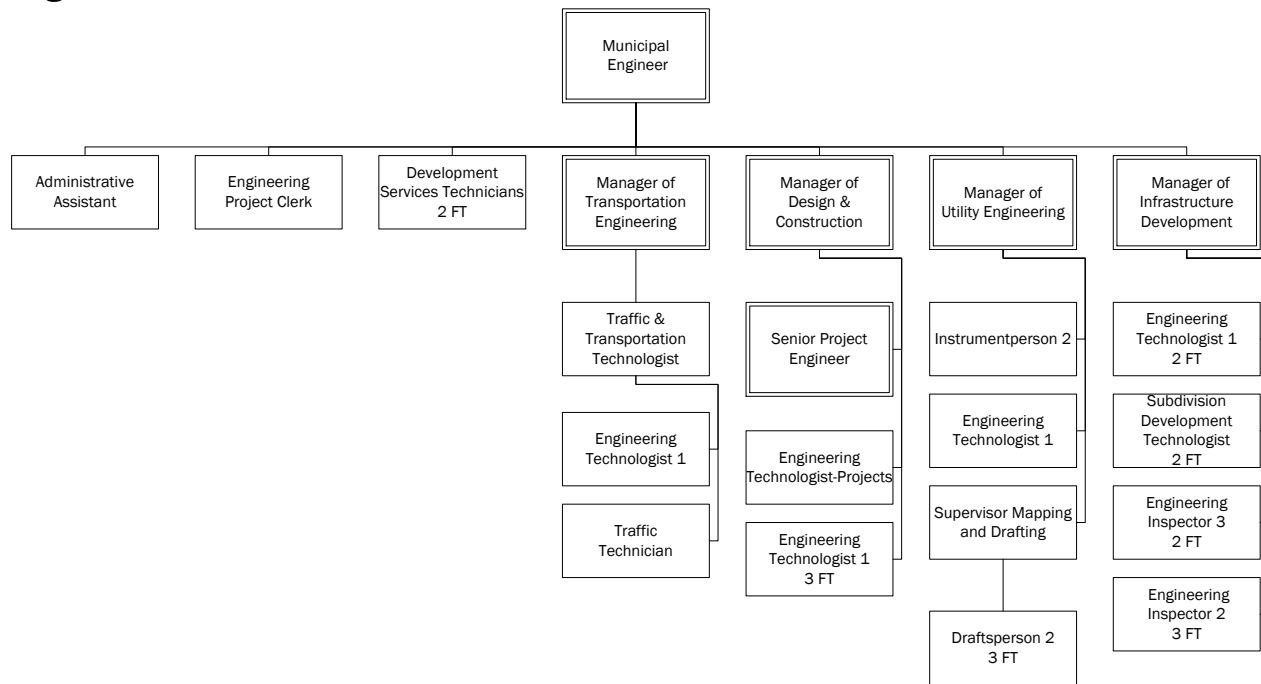 Municipal
Engineer
Administrative
Assistant
Engineering
Project Clerk
Development
Services Technicians
2 FT
Manager of
Transportation
Engineering
Manager of
Design &
Construction
Manager of
Utility Engineering
Manager of
Infrastructure
Development
Traffic &
Transportation
Technologist
Engineering
Technologist 1
Traffic
Technician
Senior Project
Engineer
Engineering
Technologist-Projects
Engineering
Technologist 1
3 FT
Instrumentperson 2
Engineering
Technologist 1
Supervisor Mapping
and Drafting
Draftsperson 2
3 FT
Engineering
Technologist 1
2 FT
Subdivision
Development
Technologist
2 FT
Engineering
Inspector 3
2 FT
Engineering
Inspector 2
3 FT